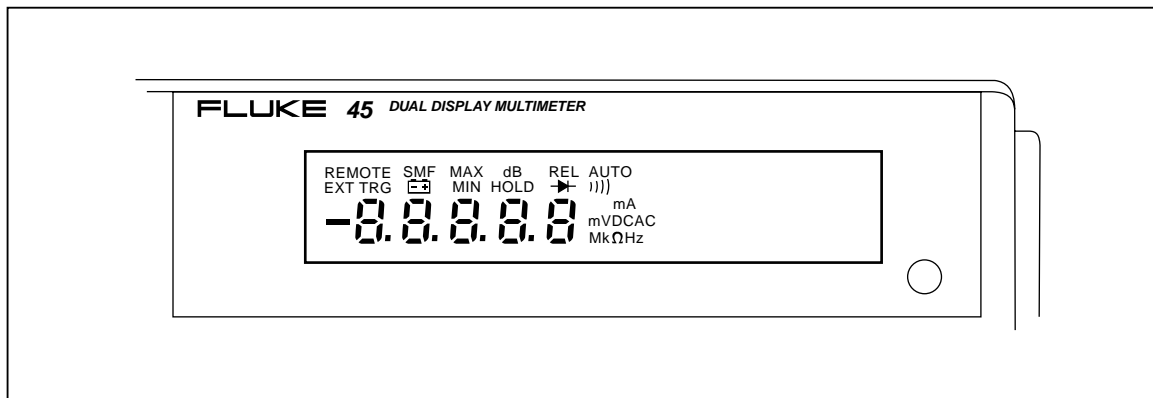 FLUKE 45 DUAL DISPLAY MULTIMETER
REMOTE SMF MAX dB REL AUTO
EXT TRG MIN HOLD ))))
mA
-8.8.8.8.8 mVDCAC
MkΩHz